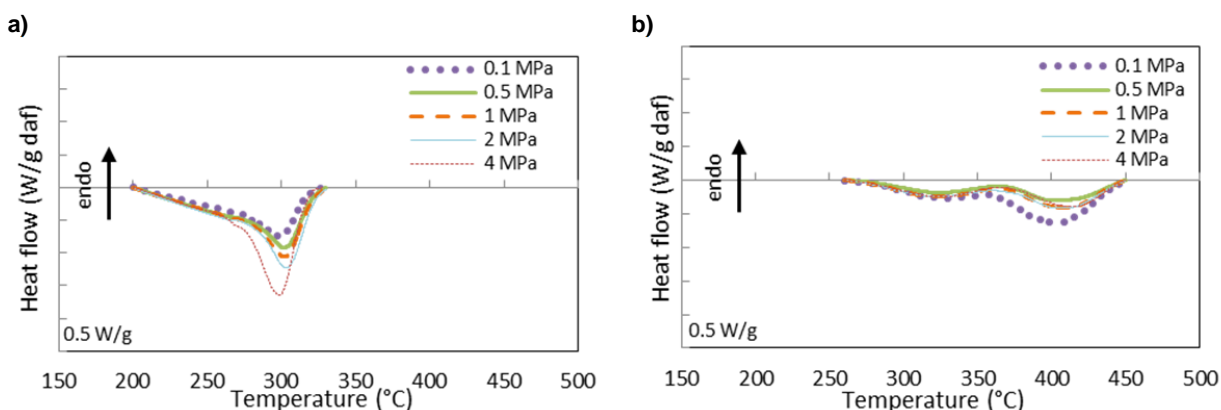 a)
0.1 MPa
0.5 MPa
1 MPa
2 MPa
4 MPa
Heat flow (W/g daf)
endo
0.5 W/g
150 200 250 300 350 400 450 500
Temperature (°C)
b)
0.1 MPa
0.5 MPa
1 MPa
2 MPa
4 MPa
Heat flow (W/g daf)
endo
0.5 W/g
150 200 250 300 350 400 450 500
Temperature (°C)